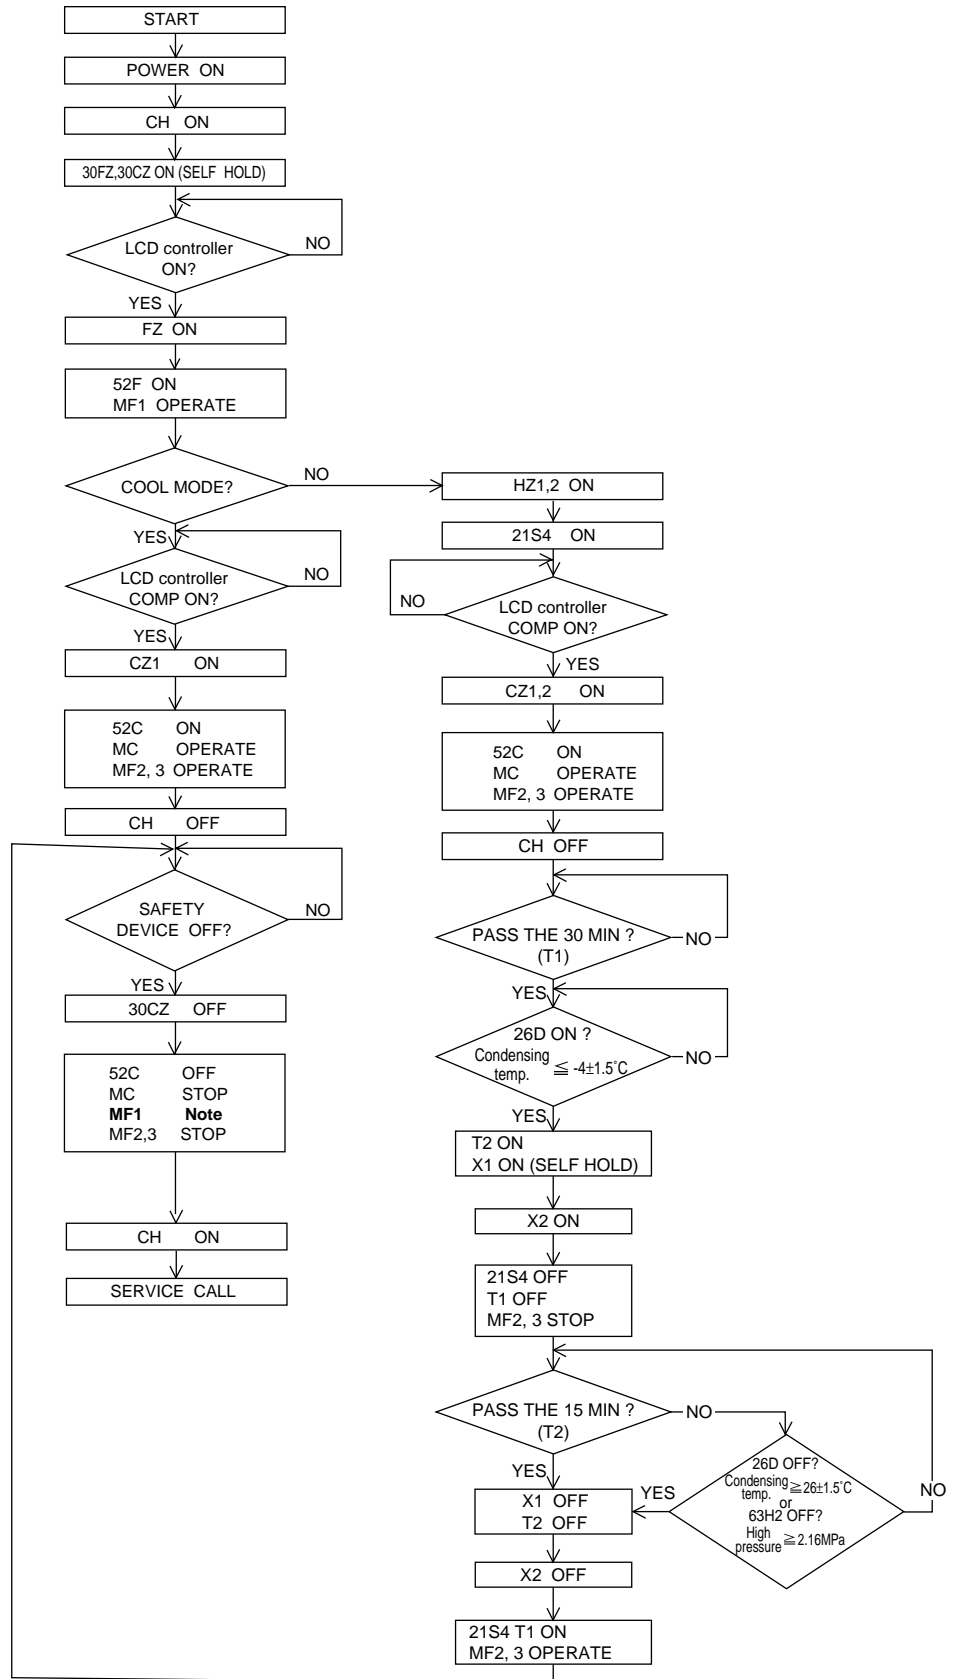 START
POWER ON
CH ON
30FZ,30CZ ON (SELF HOLD)
LCD controller
ON?
NO
YES
FZ ON
52F ON
MF1 OPERATE
COOL MODE?
NO
YES
LCD controller
COMP ON?
NO
YES
CZ1 ON
52C ON
MC OPERATE
MF2, 3 OPERATE
CH OFF
SAFETY
DEVICE OFF?
NO
YES
30CZ OFF
52C OFF
MC STOP
MF1 Note
MF2,3 STOP
CH ON
SERVICE CALL
HZ1,2 ON
21S4 ON
NO
LCD controller
COMP ON?
YES
CZ1,2 ON
52C ON
MC OPERATE
MF2, 3 OPERATE
CH OFF
PASS THE 30 MIN ?
(T1)
NO
YES
26D ON ?
Condensing
temp. ≦ -4±1.5˚C
NO
YES
T2 ON
X1 ON (SELF HOLD)
X2 ON
21S4 OFF
T1 OFF
MF2, 3 STOP
PASS THE 15 MIN ?
(T2)
NO
YES
26D OFF?
Condensing
temp. ≧26±1.5˚C
or
63H2 OFF?
High
pressure ≧2.16MPa
NO
YES
X1 OFF
T2 OFF
X2 OFF
21S4 T1 ON
MF2, 3 OPERATE